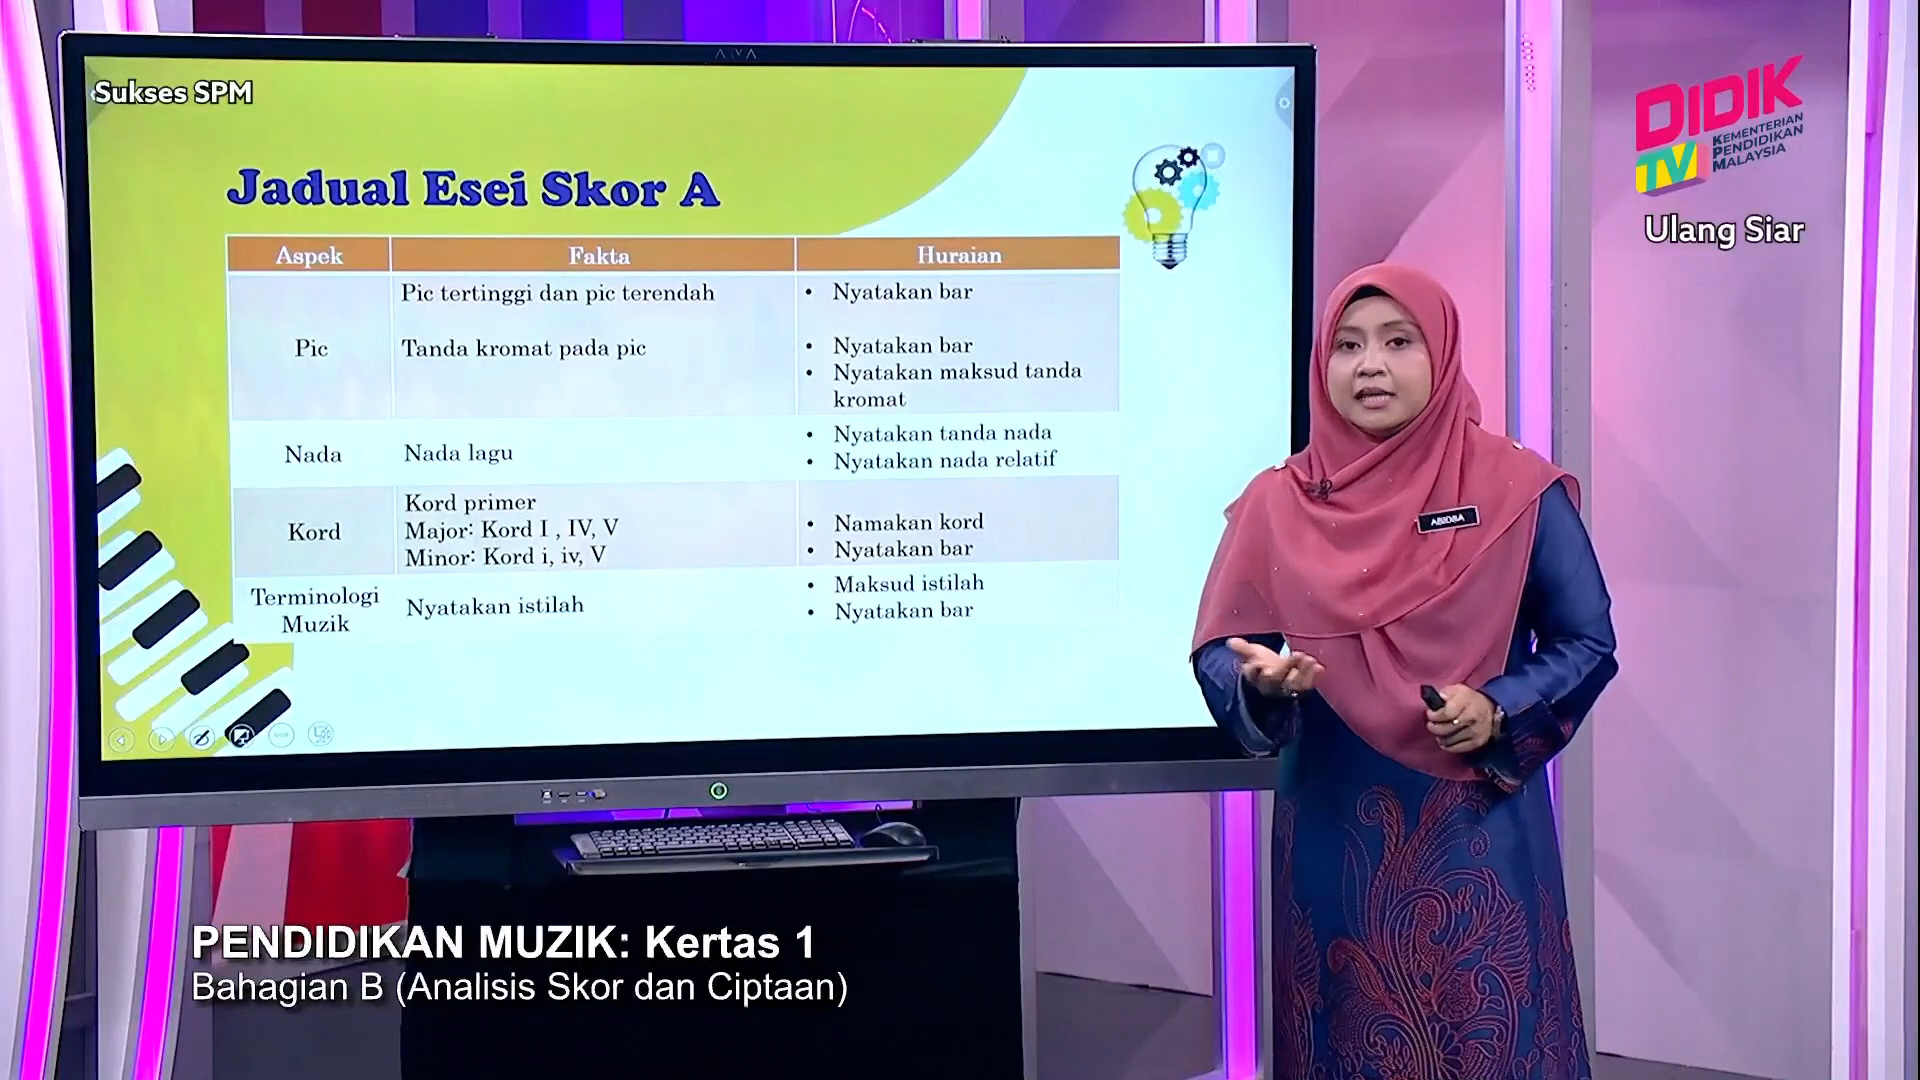 Sukses SPM
DIDIK
TV
KEMENTERIAN
PENDIDIKAN
MALAYSIA
Ulang Siar
Jadual Esei Skor A
Aspek Fakta Huraian
Pic tertinggi dan pic terendah • Nyatakan bar
Pic Tanda kromat pada pic • Nyatakan bar
• Nyatakan maksud tanda
kromat
Nada Nada lagu • Nyatakan tanda nada
• Nyatakan nada relatif
Kord Kord primer
Major: Kord I , IV, V
Minor: Kord i, iv, V
• Namakan kord
• Nyatakan bar
Terminologi
Muzik
Nyatakan istilah
• Maksud istilah
• Nyatakan bar
PENDIDIKAN MUZIK: Kertas 1
Bahagian B (Analisis Skor dan Ciptaan)